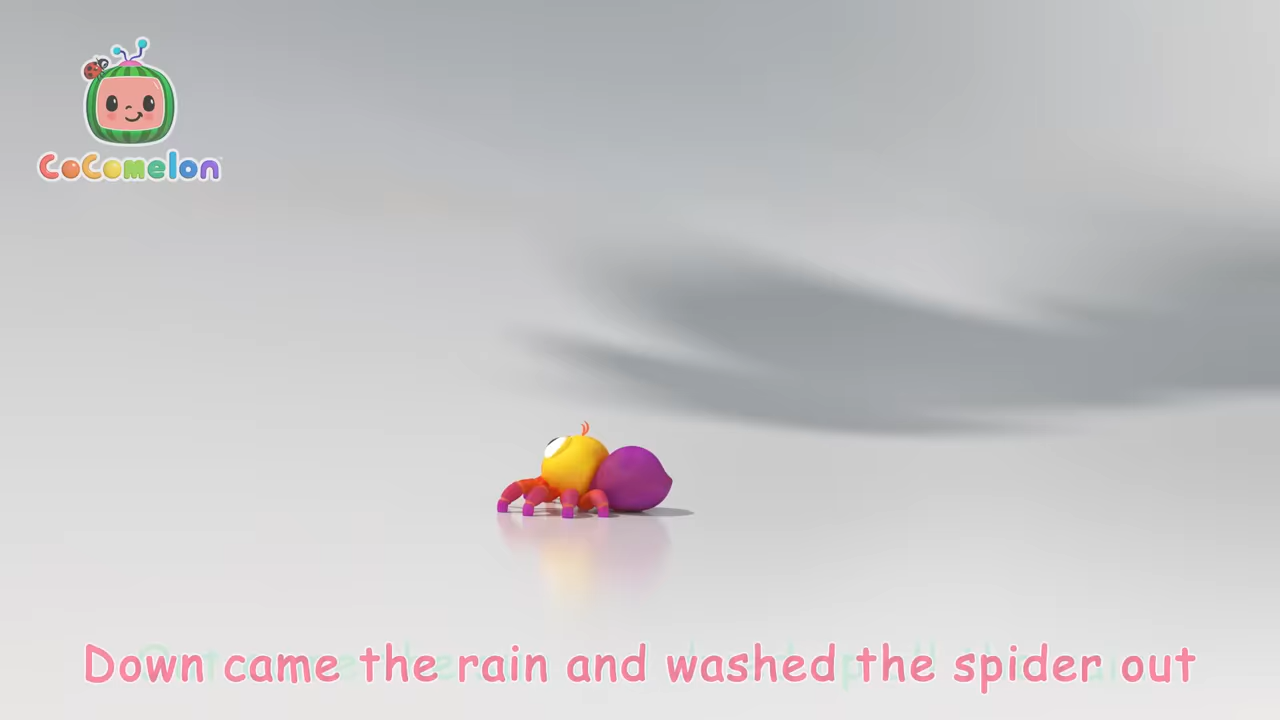 CoComelon
Down came the rain and washed the spider out